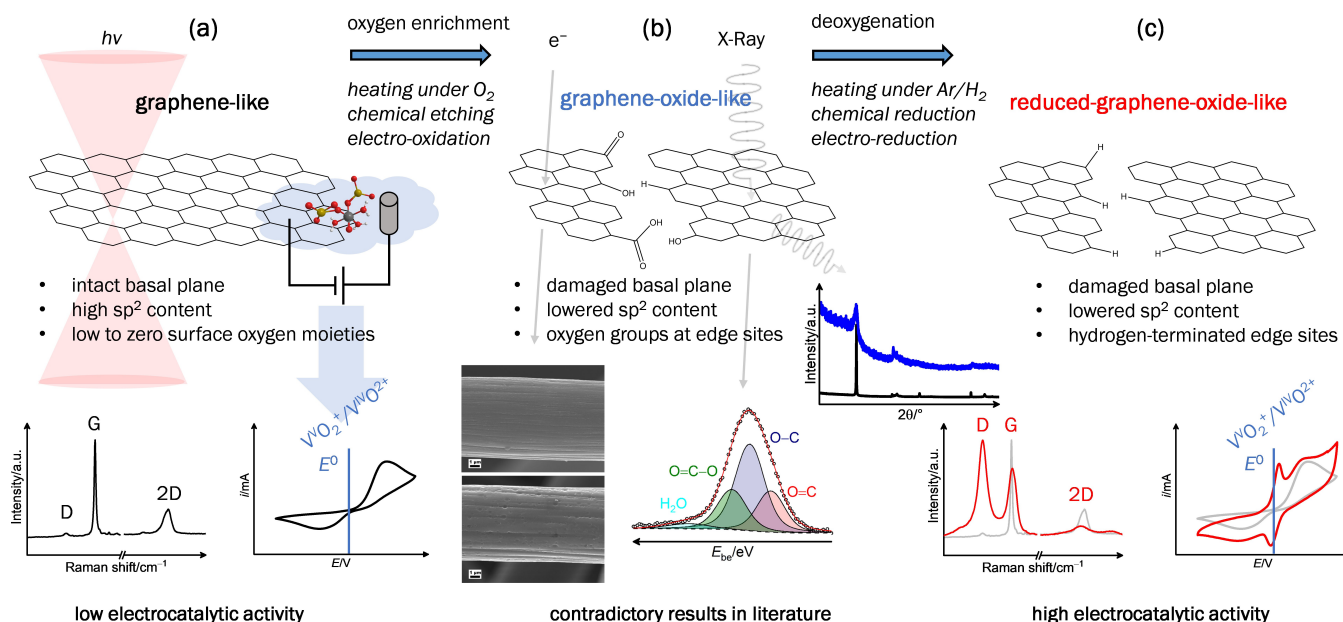 (a)
hν
graphene-like
oxygen enrichment
heating under O₂
chemical etching
electro-oxidation
(b)
e⁻
X-Ray
graphene-oxide-like
deoxygenation
heating under Ar/H₂
chemical reduction
electro-reduction
(c)
reduced-graphene-oxide-like
O
OH
O
OH
H
HO
H
H
H
H
H
• intact basal plane
• high sp² content
• low to zero surface oxygen moieties
• damaged basal plane
• lowered sp² content
• oxygen groups at edge sites
• damaged basal plane
• lowered sp² content
• hydrogen-terminated edge sites
Intensity/a.u.
D
G
2D
Raman shift/cm⁻¹
i/mA
VⱽO₂⁺/VᴵⱽO²⁺
E⁰
E/V
O=C–O
O–C
O=C
H₂O
E_be/eV
Intensity/a.u.
2θ/°
Intensity/a.u.
D
G
2D
Raman shift/cm⁻¹
i/mA
VⱽO₂⁺/VᴵⱽO²⁺
E⁰
E/V
low electrocatalytic activity
contradictory results in literature
high electrocatalytic activity